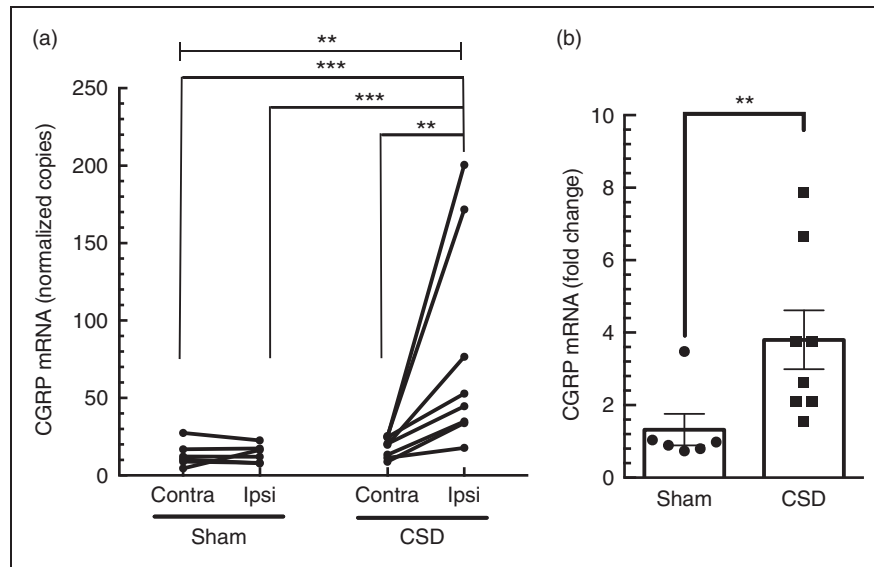 (a)
**
***
***
**
CGRP mRNA (normalized copies)
250
200
150
100
50
0
Contra Ipsi Contra Ipsi
Sham CSD
(b)
**
CGRP mRNA (fold change)
10
8
6
4
2
0
Sham CSD